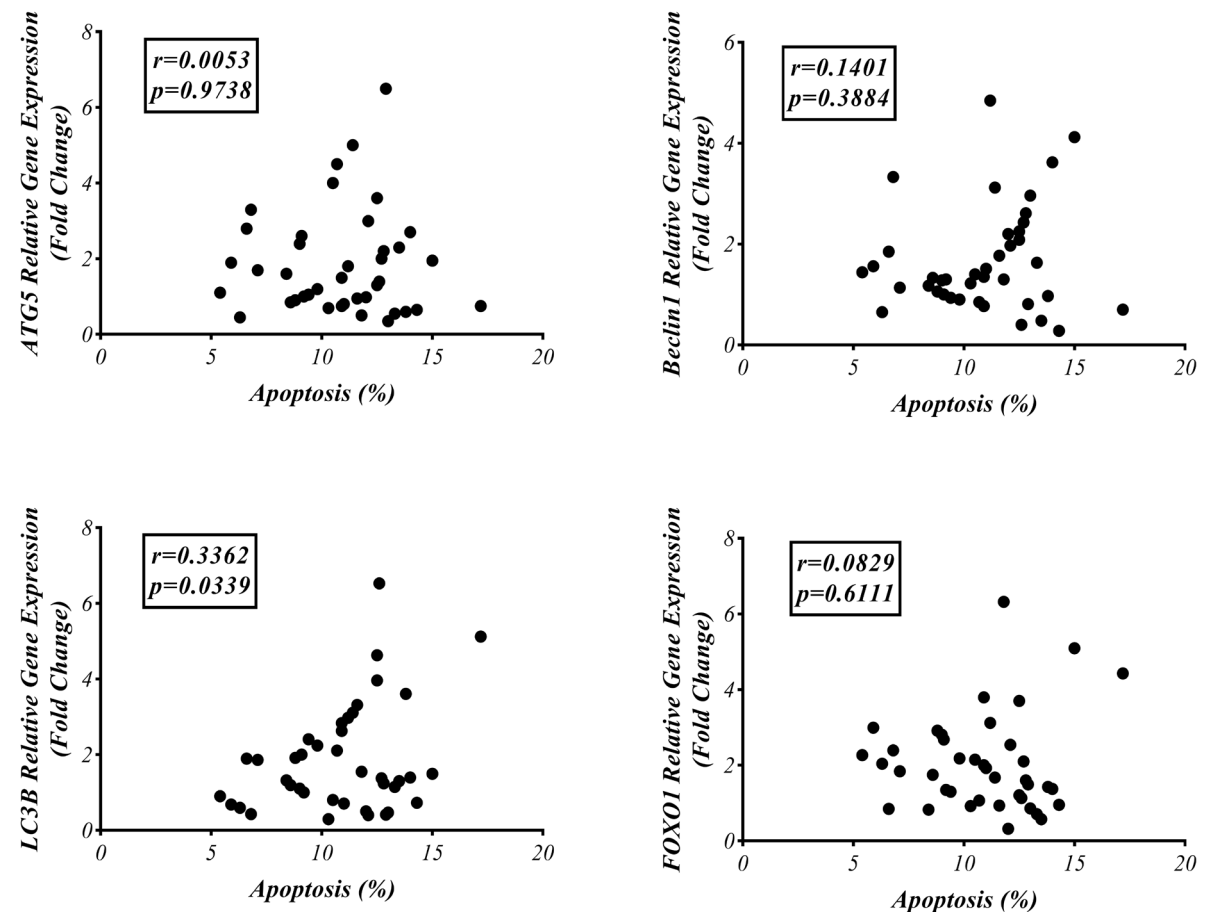 ATG5 Relative Gene Expression
(Fold Change)
8
6
4
2
0
r=0.0053
p=0.9738
0 5 10 15 20
Apoptosis (%)
Beclin1 Relative Gene Expression
(Fold Change)
6
4
2
0
r=0.1401
p=0.3884
0 5 10 15 20
Apoptosis (%)
LC3B Relative Gene Expression
(Fold Change)
8
6
4
2
0
r=0.3362
p=0.0339
0 5 10 15 20
Apoptosis (%)
FOXO1 Relative Gene Expression
(Fold Change)
8
6
4
2
0
r=0.0829
p=0.6111
0 5 10 15 20
Apoptosis (%)